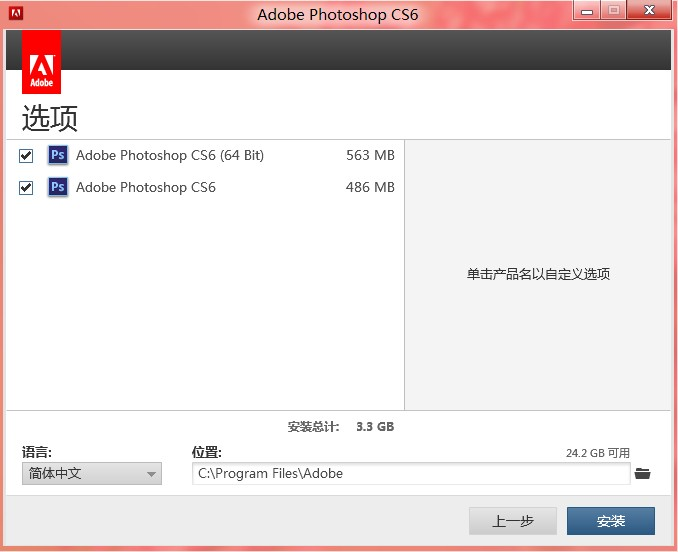 Adobe Photoshop CS6
Adobe
选项
Ps Adobe Photoshop CS6 (64 Bit) 563 MB
Ps Adobe Photoshop CS6 486 MB
单击产品名以自定义选项
安装总计: 3.3 GB
语言: 位置: 24.2 GB 可用
简体中文 C:\Program Files\Adobe
上一步 安装